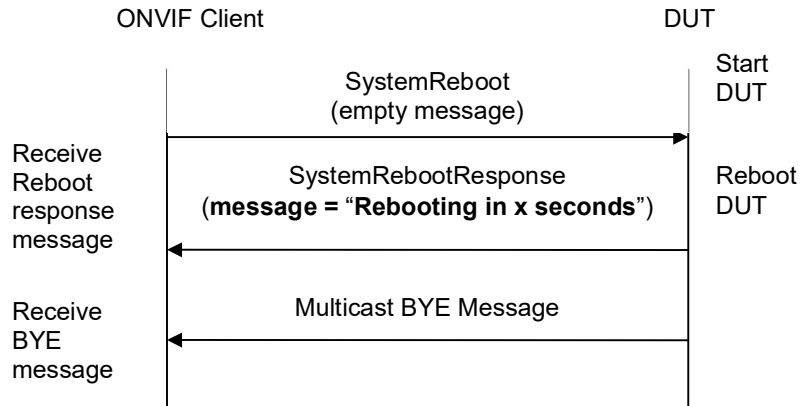 ONVIF Client
DUT
Start
DUT
SystemReboot
(empty message)
Receive
Reboot
response
message
SystemRebootResponse
(message = “Rebooting in x seconds”)
Reboot
DUT
Receive
BYE
message
Multicast BYE Message